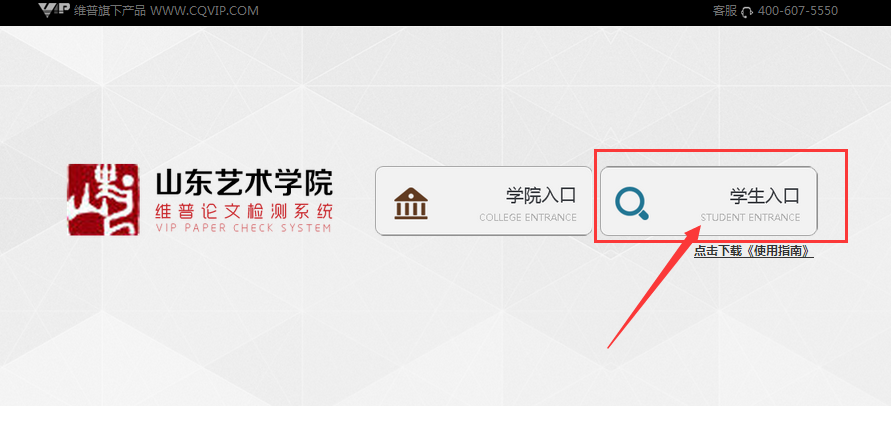 VIP 维普旗下产品 WWW.CQVIP.COM
客服 400-607-5550
山东艺术学院
维普论文检测系统
VIP PAPER CHECK SYSTEM
学院入口
COLLEGE ENTRANCE
学生入口
STUDENT ENTRANCE
点击下载《使用指南》